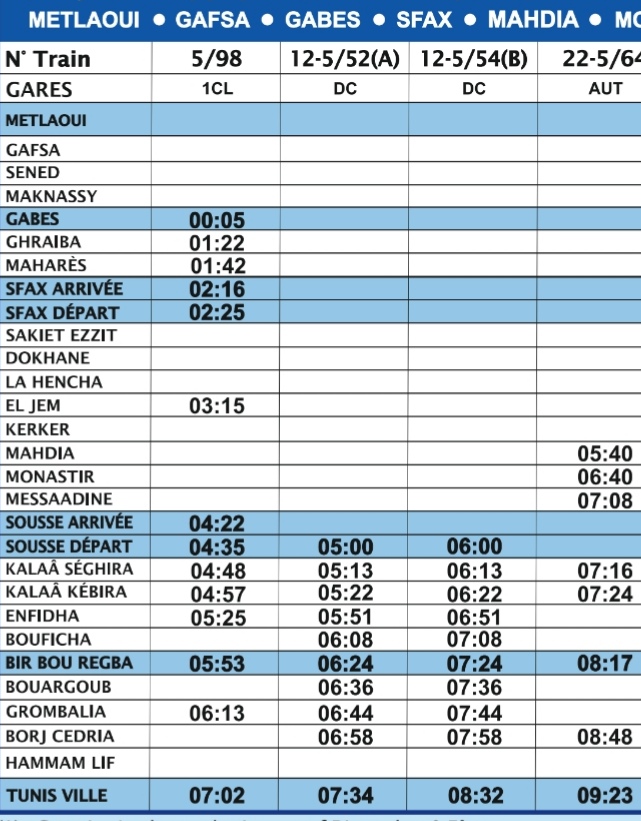 METLAOUI • GAFSA • GABES • SFAX • MAHDIA • MO
N° Train 5/98 12-5/52(A) 12-5/54(B) 22-5/64
GARES 1CL DC DC AUT
METLAOUI
GAFSA
SENED
MAKNASSY
GABES 00:05
GHRAIBA 01:22
MAHARÈS 01:42
SFAX ARRIVÉE 02:16
SFAX DÉPART 02:25
SAKIET EZZIT
DOKHANE
LA HENCHA
EL JEM 03:15
KERKER
MAHDIA 05:40
MONASTIR 06:40
MESSAADINE 07:08
SOUSSE ARRIVÉE 04:22
SOUSSE DÉPART 04:35 05:00 06:00
KALAÂ SÉGHIRA 04:48 05:13 06:13 07:16
KALAÂ KÉBIRA 04:57 05:22 06:22 07:24
ENFIDHA 05:25 05:51 06:51
BOUFICHA 06:08 07:08
BIR BOU REGBA 05:53 06:24 07:24 08:17
BOUARGOUB 06:36 07:36
GROMBALIA 06:13 06:44 07:44
BORJ CEDRIA 06:58 07:58 08:48
HAMMAM LIF
TUNIS VILLE 07:02 07:34 08:32 09:23